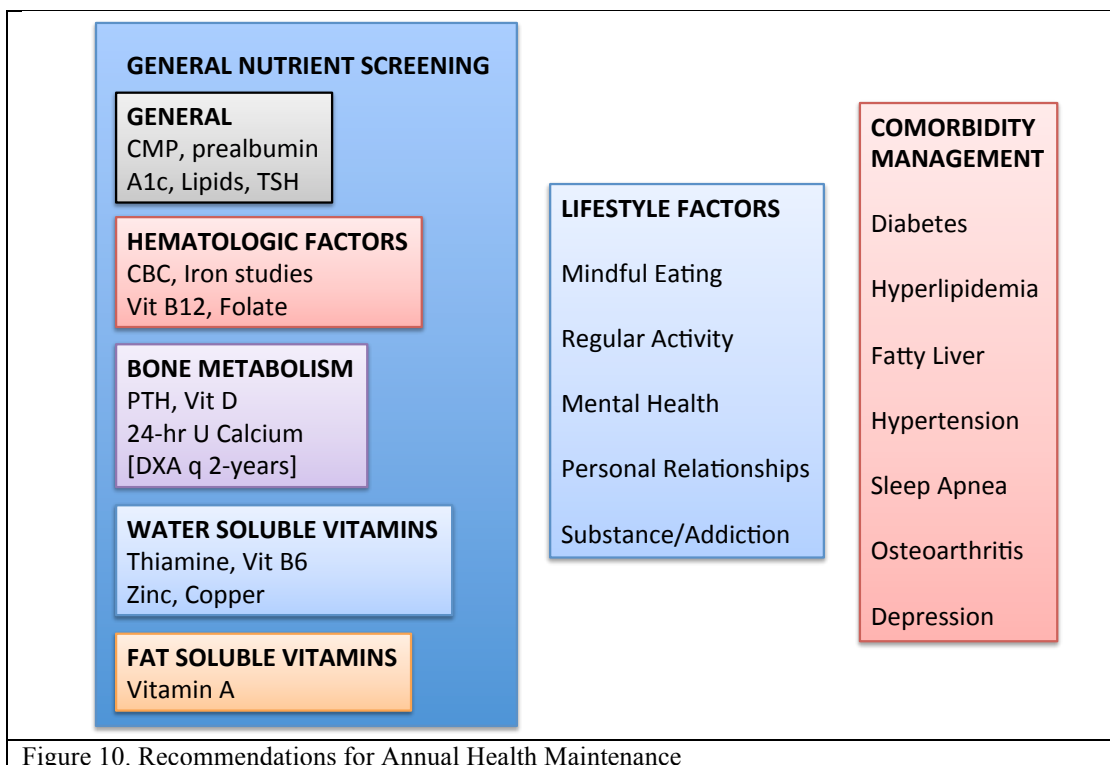 GENERAL NUTRIENT SCREENING
GENERAL
CMP, prealbumin
A1c, Lipids, TSH
HEMATOLOGIC FACTORS
CBC, Iron studies
Vit B12, Folate
BONE METABOLISM
PTH, Vit D
24-hr U Calcium
[DXA q 2-years]
WATER SOLUBLE VITAMINS
Thiamine, Vit B6
Zinc, Copper
FAT SOLUBLE VITAMINS
Vitamin A
LIFESTYLE FACTORS
Mindful Eating
Regular Activity
Mental Health
Personal Relationships
Substance/Addiction
COMORBIDITY
MANAGEMENT
Diabetes
Hyperlipidemia
Fatty Liver
Hypertension
Sleep Apnea
Osteoarthritis
Depression
Figure 10. Recommendations for Annual Health Maintenance